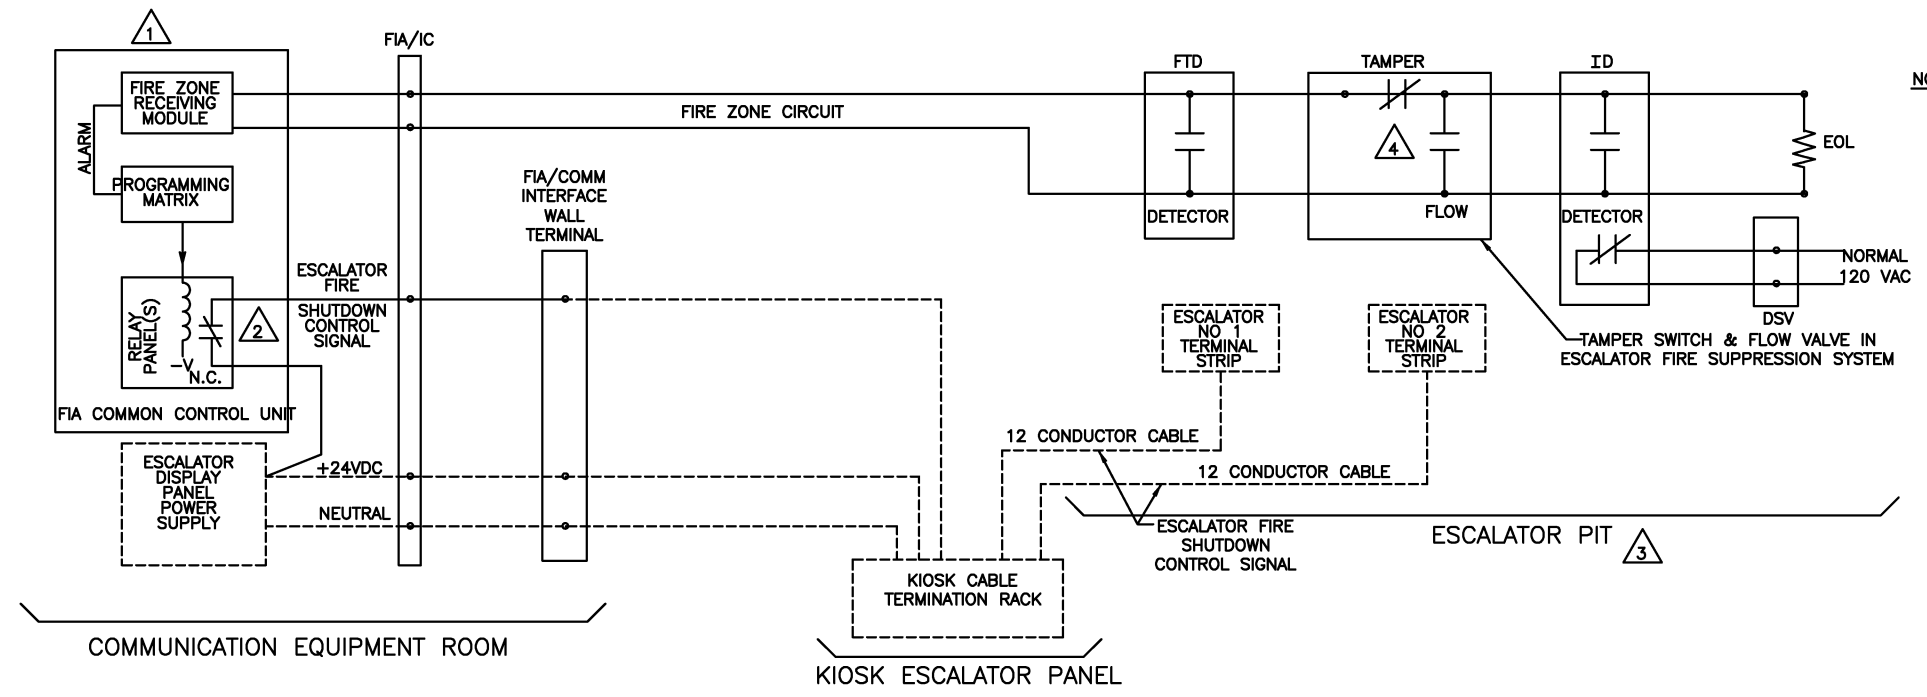 1
FIA/IC
FIRE ZONE
RECEIVING
MODULE
ALARM
PROGRAMMING
MATRIX
RELAY
PANEL(S)
-V
N.C.
2
FIA COMMON CONTROL UNIT
ESCALATOR
FIRE
SHUTDOWN
CONTROL
SIGNAL
ESCALATOR
DISPLAY
PANEL
POWER
SUPPLY
+24VDC
NEUTRAL
COMMUNICATION EQUIPMENT ROOM
FIRE ZONE CIRCUIT
FIA/COMM
INTERFACE
WALL
TERMINAL
KIOSK CABLE
TERMINATION RACK
KIOSK ESCALATOR PANEL
FTD
DETECTOR
TAMPER
4
FLOW
ID
DETECTOR
EOL
NORMAL
120 VAC
DSV
TAMPER SWITCH & FLOW VALVE IN
ESCALATOR FIRE SUPPRESSION SYSTEM
ESCALATOR
NO 1
TERMINAL
STRIP
ESCALATOR
NO 2
TERMINAL
STRIP
12 CONDUCTOR CABLE
12 CONDUCTOR CABLE
ESCALATOR FIRE
SHUTDOWN
CONTROL SIGNAL
ESCALATOR PIT
3